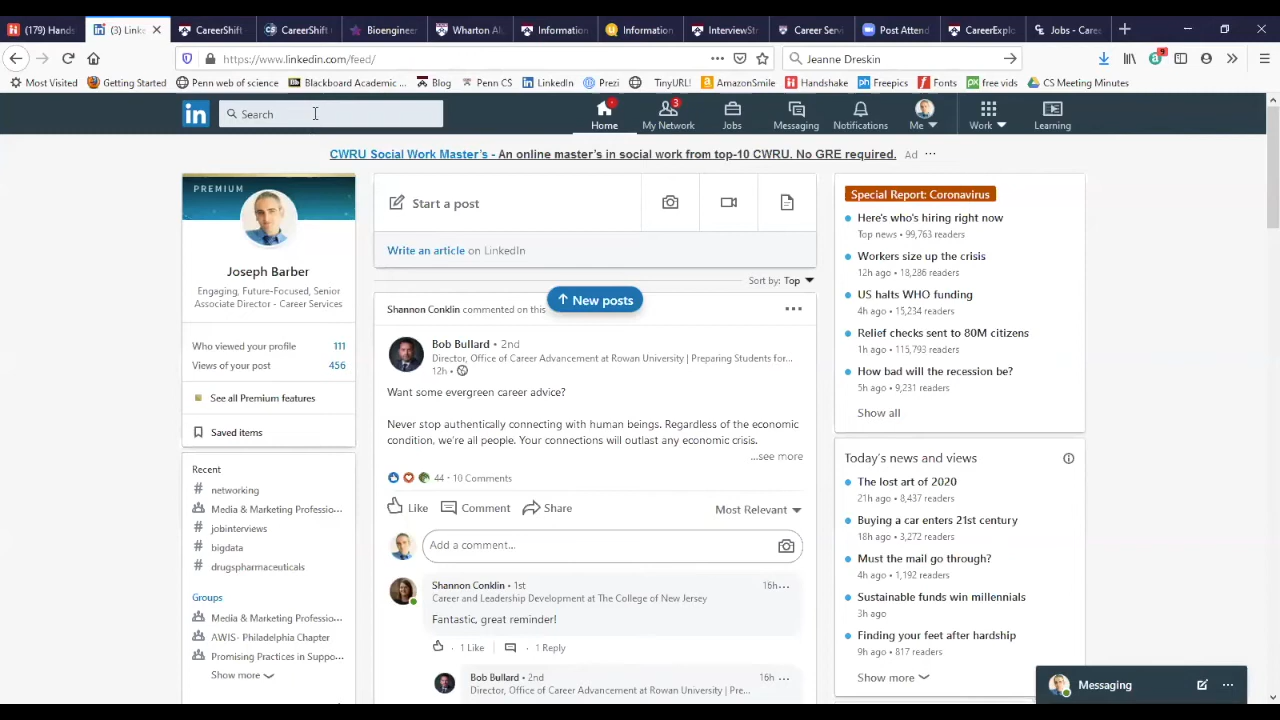 (179) Hands
(3) Linke
CareerShift
CareerShift
Bioengineer
Wharton Al
Information
Information
InterviewStr
Career Serv
Post Attend
CareerExplo
Jobs - Care
https://www.linkedin.com/feed/
Jeanne Dreskin
9
Most Visited
Getting Started
Penn web of science
Blackboard Academic...
Blog
Penn CS
LinkedIn
Prezi
TinyURL!
AmazonSmile
Handshake
Freepics
Fonts
free vids
CS Meeting Minutes
in
Search
Home
3
My Network
Jobs
Messaging
Notifications
Me
Work
Learning
CWRU Social Work Master's - An online master's in social work from top-10 CWRU. No GRE required. Ad ...
PREMIUM
Joseph Barber
Engaging, Future-Focused, Senior
Associate Director - Career Services
Who viewed your profile 111
Views of your post 456
See all Premium features
Saved items
Recent
# networking
Media & Marketing Professio...
# jobinterviews
# bigdata
# drugspharmaceuticals
Groups
Media & Marketing Professio...
AWIS- Philadelphia Chapter
Promising Practices in Suppo...
Show more
Start a post
Write an article on LinkedIn
Sort by: Top
New posts
Shannon Conklin commented on this
Bob Bullard • 2nd
Director, Office of Career Advancement at Rowan University | Preparing Students for...
12h •
Want some evergreen career advice?
Never stop authentically connecting with human beings. Regardless of the economic
condition, we're all people. Your connections will outlast any economic crisis.
...see more
44 · 10 Comments
Like
Comment
Share
Most Relevant
Add a comment...
Shannon Conklin • 1st
16h
Career and Leadership Development at The College of New Jersey
Fantastic, great reminder!
1 Like
1 Reply
Bob Bullard • 2nd
16h
Director, Office of Career Advancement at Rowan University | Pre...
Special Report: Coronavirus
Here's who's hiring right now
Top news • 99,763 readers
Workers size up the crisis
12h ago • 18,286 readers
US halts WHO funding
4h ago • 15,234 readers
Relief checks sent to 80M citizens
1h ago • 115,793 readers
How bad will the recession be?
5h ago • 9,231 readers
Show all
Today's news and views
The lost art of 2020
21h ago • 8,437 readers
Buying a car enters 21st century
18h ago • 3,272 readers
Must the mail go through?
4h ago • 1,192 readers
Sustainable funds win millennials
3h ago
Finding your feet after hardship
9h ago • 817 readers
Show more
Messaging